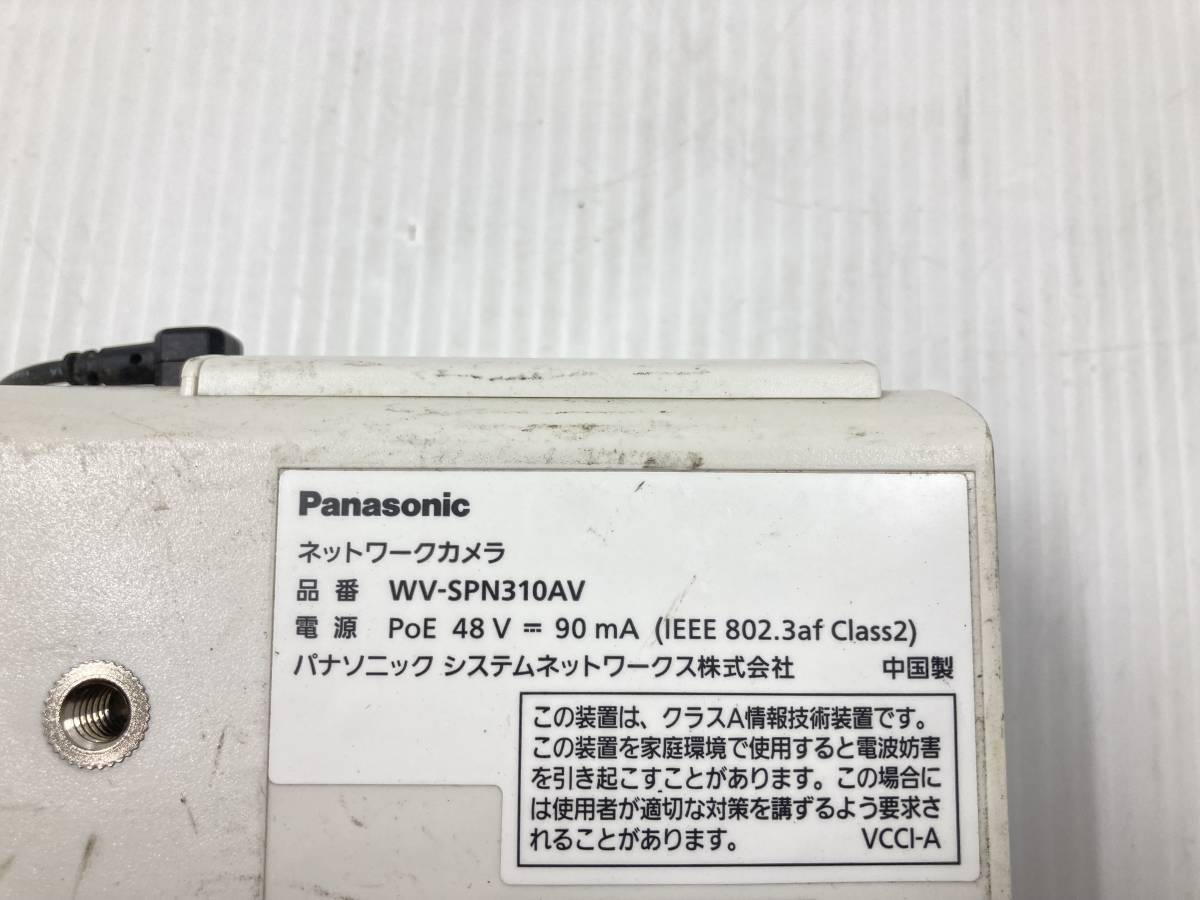 Panasonic
ネットワークカメラ
品番 WV-SPN310AV
電源 PoE 48 V ⎓ 90 mA (IEEE 802.3af Class2)
パナソニック システムネットワークス株式会社 中国製
この装置は、クラスA情報技術装置です。
この装置を家庭環境で使用すると電波妨害
を引き起こすことがあります。この場合に
は使用者が適切な対策を講ずるよう要求さ
れることがあります。 VCCI-A